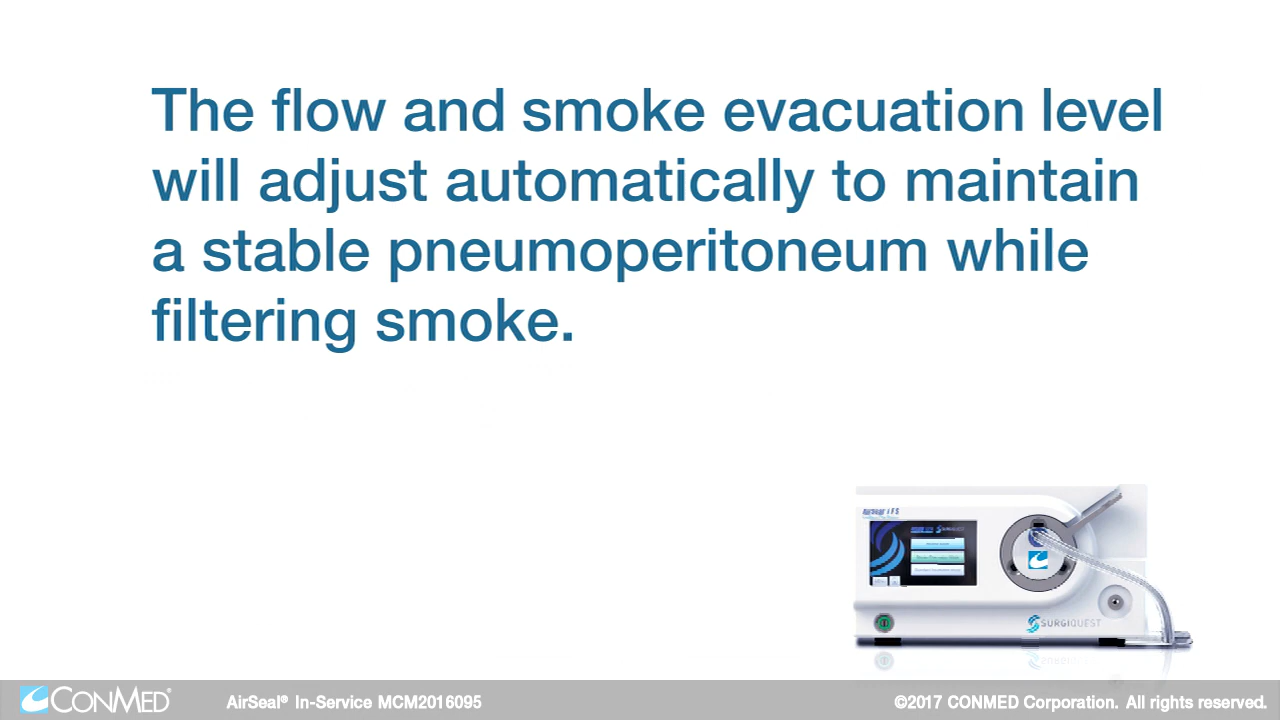 The flow and smoke evacuation level
will adjust automatically to maintain
a stable pneumoperitoneum while
filtering smoke.
SURGIQUEST
CONMED®
AirSeal® In-Service MCM2016095
©2017 CONMED Corporation. All rights reserved.